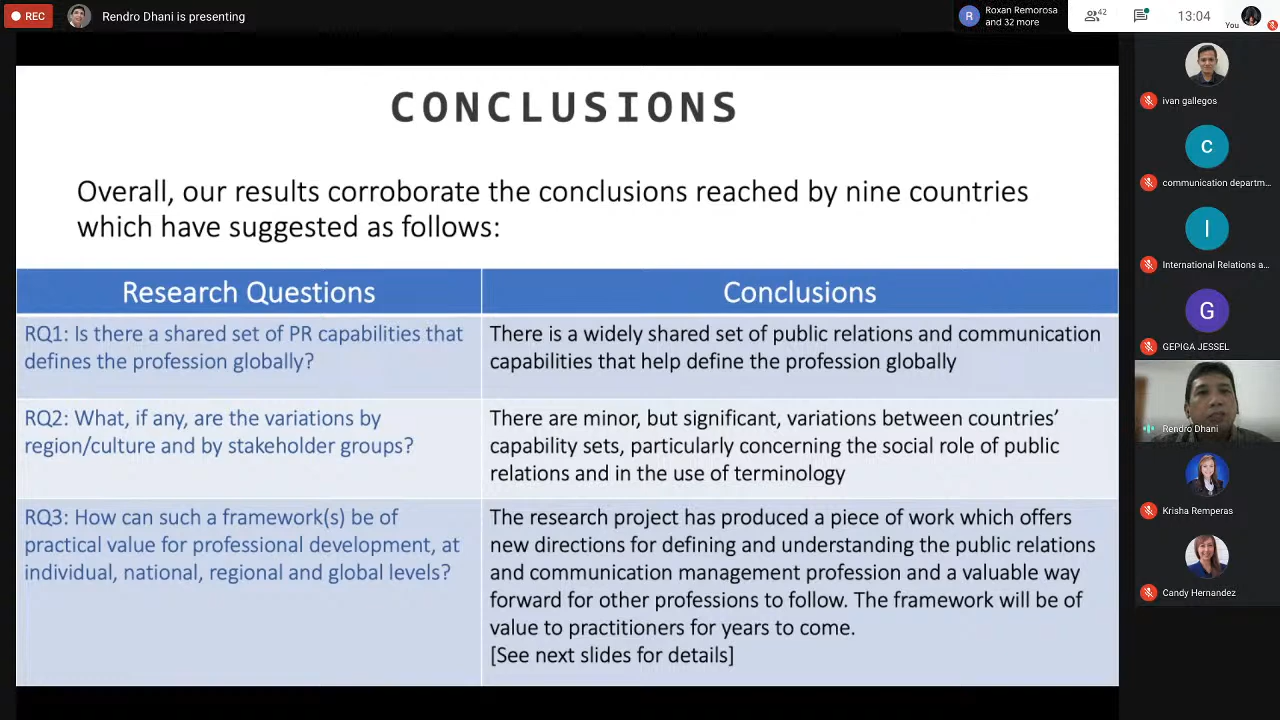 REC
Rendro Dhani is presenting
R
Roxan Remorosa
and 32 more
42
13:04
You
CONCLUSIONS
Overall, our results corroborate the conclusions reached by nine countries
which have suggested as follows:
Research Questions
Conclusions
RQ1: Is there a shared set of PR capabilities that
defines the profession globally?
There is a widely shared set of public relations and communication
capabilities that help define the profession globally
RQ2: What, if any, are the variations by
region/culture and by stakeholder groups?
There are minor, but significant, variations between countries’
capability sets, particularly concerning the social role of public
relations and in the use of terminology
RQ3: How can such a framework(s) be of
practical value for professional development, at
individual, national, regional and global levels?
The research project has produced a piece of work which offers
new directions for defining and understanding the public relations
and communication management profession and a valuable way
forward for other professions to follow. The framework will be of
value to practitioners for years to come.
[See next slides for details]
ivan gallegos
c
communication departm...
I
International Relations a...
G
GEPIGA JESSEL
Rendro Dhani
Krisha Remperas
Candy Hernandez